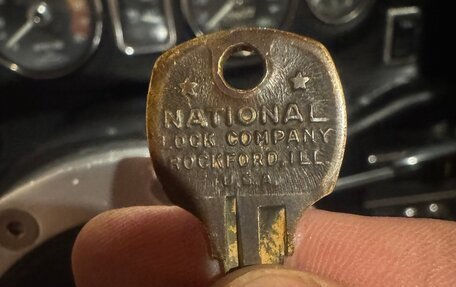 NATIONAL
LOCK COMPANY
ROCKFORD, ILL
U.S.A.